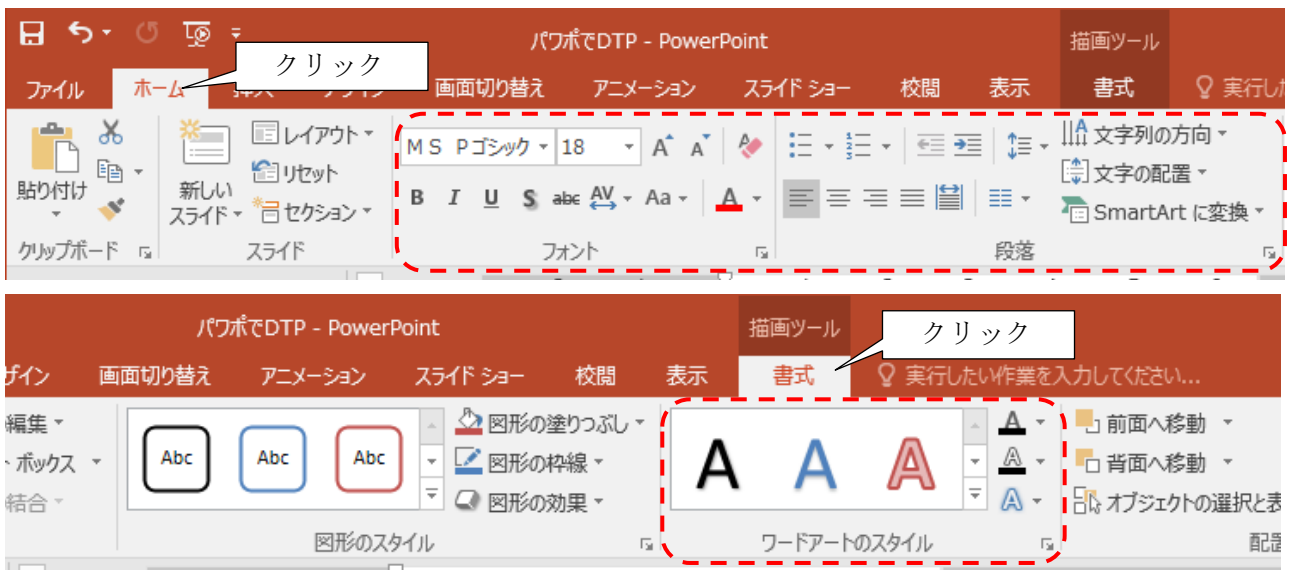 パワポでDTP - PowerPoint
描画ツール
クリック
ファイル
ホーム
画面切り替え
アニメーション
スライド ショー
校閲
表示
書式
実行した
貼り付け
新しい
スライド
レイアウト
リセット
セクション
ＭＳ Ｐゴシック
18
A A
B I U S abc AV Aa A
文字列の方向
文字の配置
SmartArt に変換
クリップボード
スライド
フォント
段落
パワポでDTP - PowerPoint
描画ツール
クリック
ザイン
画面切り替え
アニメーション
スライド ショー
校閲
表示
書式
実行したい作業を入力してください...
編集
ボックス
結合
Abc
Abc
Abc
図形の塗りつぶし
図形の枠線
図形の効果
図形のスタイル
A A A
A
A
A
ワードアートのスタイル
前面へ移動
背面へ移動
オブジェクトの選択と表
配置